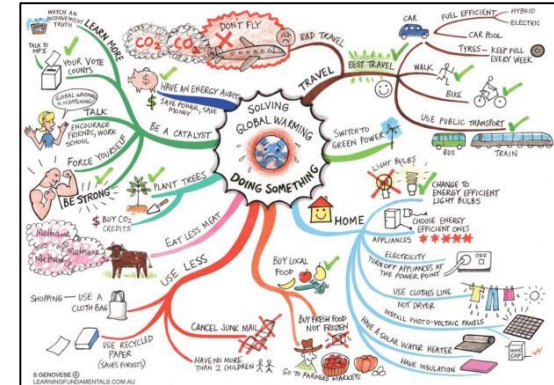 WATCH AN
INCONVENIENT
TRUTH
LEARN MORE
TALK TO
MP'S
YOUR VOTE
COUNTS
GLOBAL WARMING
IS HAPPENING!
TALK
ENCOURAGE
FRIENDS, WORK
SCHOOL
FORCE YOURSELF
BE STRONG
BE A CATALYST
HAVE AN ENERGY AUDIT
$ SAVE POWER, SAVE
MONEY
PLANT TREES
$ BUY CO2
CREDITS
CO2
CO2
DON'T FLY
BAD TRAVEL
TRAVEL
BEST TRAVEL
CAR
FUEL EFFICIENT
HYBRID
ELECTRIC
CAR POOL
TYRES - KEEP FULL
EVERY WEEK
WALK
BIKE
USE PUBLIC TRANSPORT
BUS
TRAIN
SOLVING
GLOBAL WARMING
DOING SOMETHING
SWITCH TO
GREEN POWER
HOME
LIGHT BULBS
CHANGE TO
ENERGY EFFICIENT
LIGHT BULBS
APPLIANCES
CHOOSE ENERGY
EFFICIENT ONES
ELECTRICITY
TURN OFF APPLIANCES AT
THE POWER POINT
OFF
USE CLOTHES LINE
NOT DRYER
INSTALL PHOTO-VOLTAIC PANELS
HAVE A SOLAR WATER HEATER
HAVE INSULATION
EAT LESS MEAT
Methane
Methane
Methane
USE LESS
SHOPPING - USE A
CLOTH BAG
USE RECYCLED
PAPER
(SAVES FORESTS)
CANCEL JUNK MAIL
HAVE NO MORE
THAN 2 CHILDREN
BUY LOCAL
FOOD
BUY FRESH FOOD
NOT FROZEN
GO TO FARMERS MARKETS
S.GENOVESE ©
LEARNINGFUNDAMENTALS.COM.AU